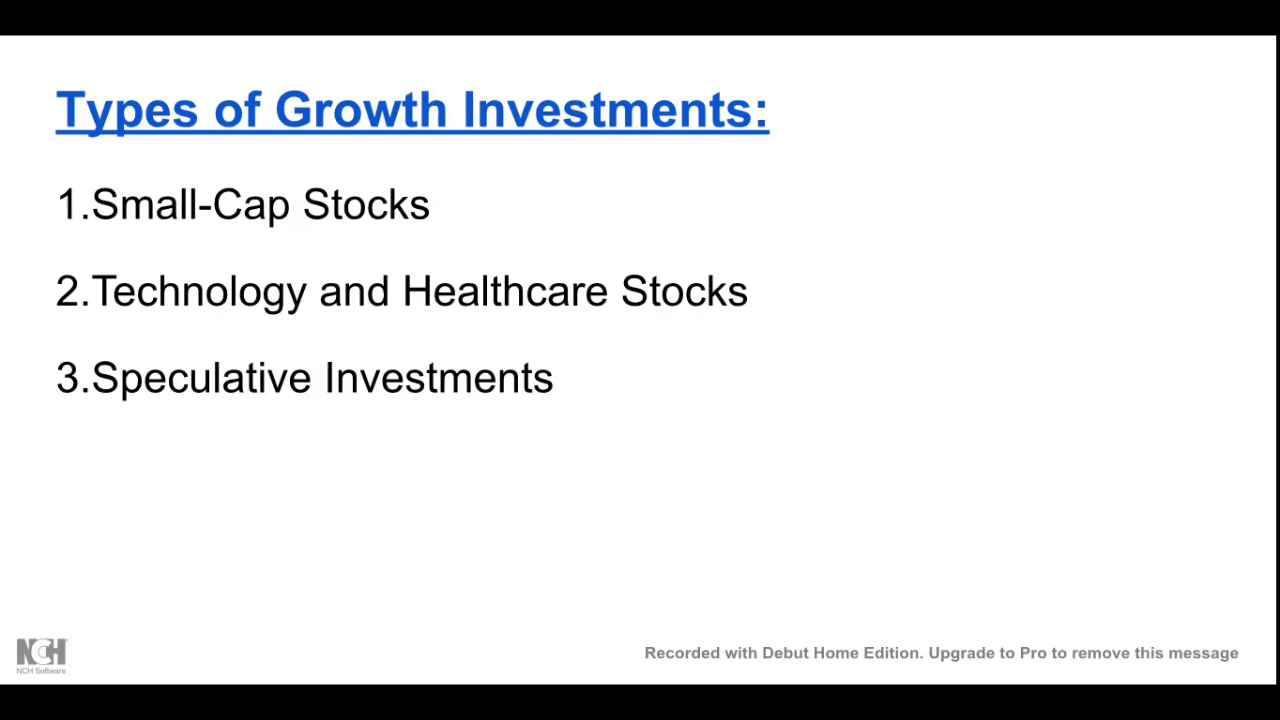 Types of Growth Investments:
1.Small-Cap Stocks
2.Technology and Healthcare Stocks
3.Speculative Investments
NCH
NCH Software
Recorded with Debut Home Edition. Upgrade to Pro to remove this message